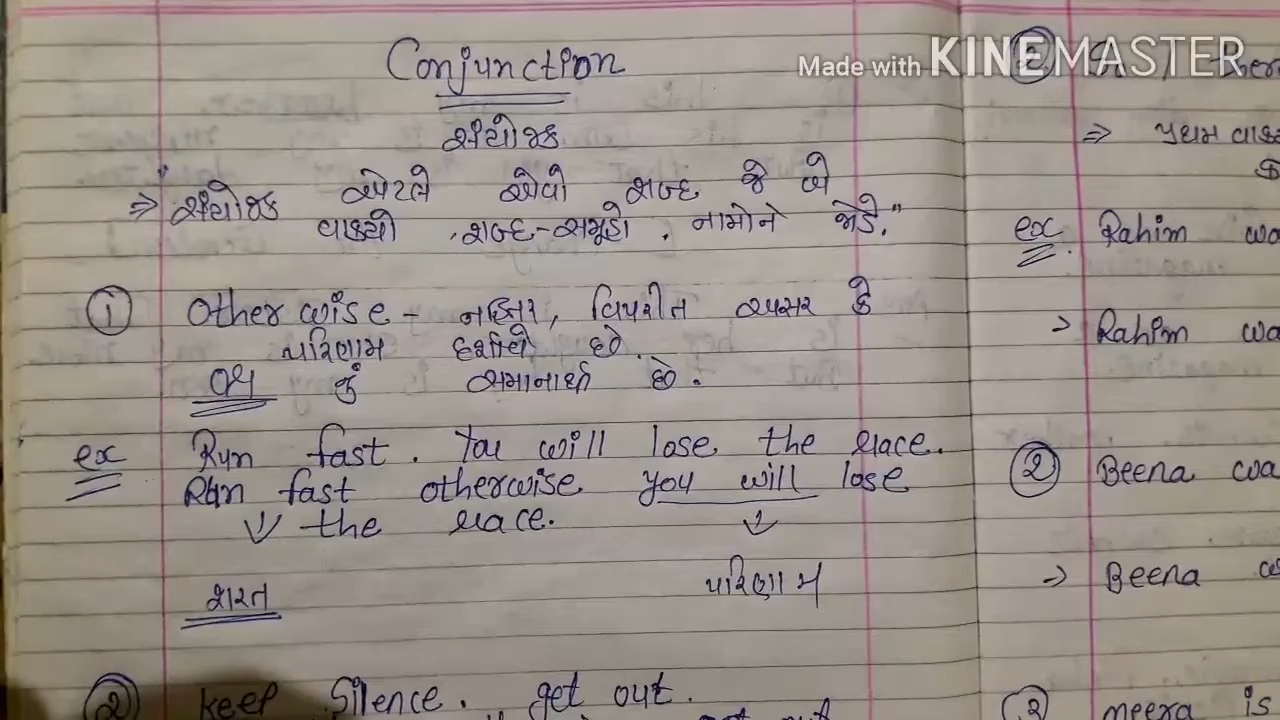 Conjunction
સંયોજક
⇒ સંયોજક એટલે એવો શબ્દ જે બે
વાક્યો, શબ્દ-સમૂહો, નામોને જોડે."
① Otherwise - નહિતર, વિપરીત અસર કે
પરિણામ દર્શાવે છે.
નું સમાનાર્થી છે.
ex Run fast. You will lose the race.
Run fast otherwise you will lose
the race.
શરત પરિણામ
② keep Silence. get out.
Made with KINEMASTER
②
⇒ પ્રથમ
ex. Rahim wa
→ Rahim wa
② Beena wa
→ Beena
③ meera is